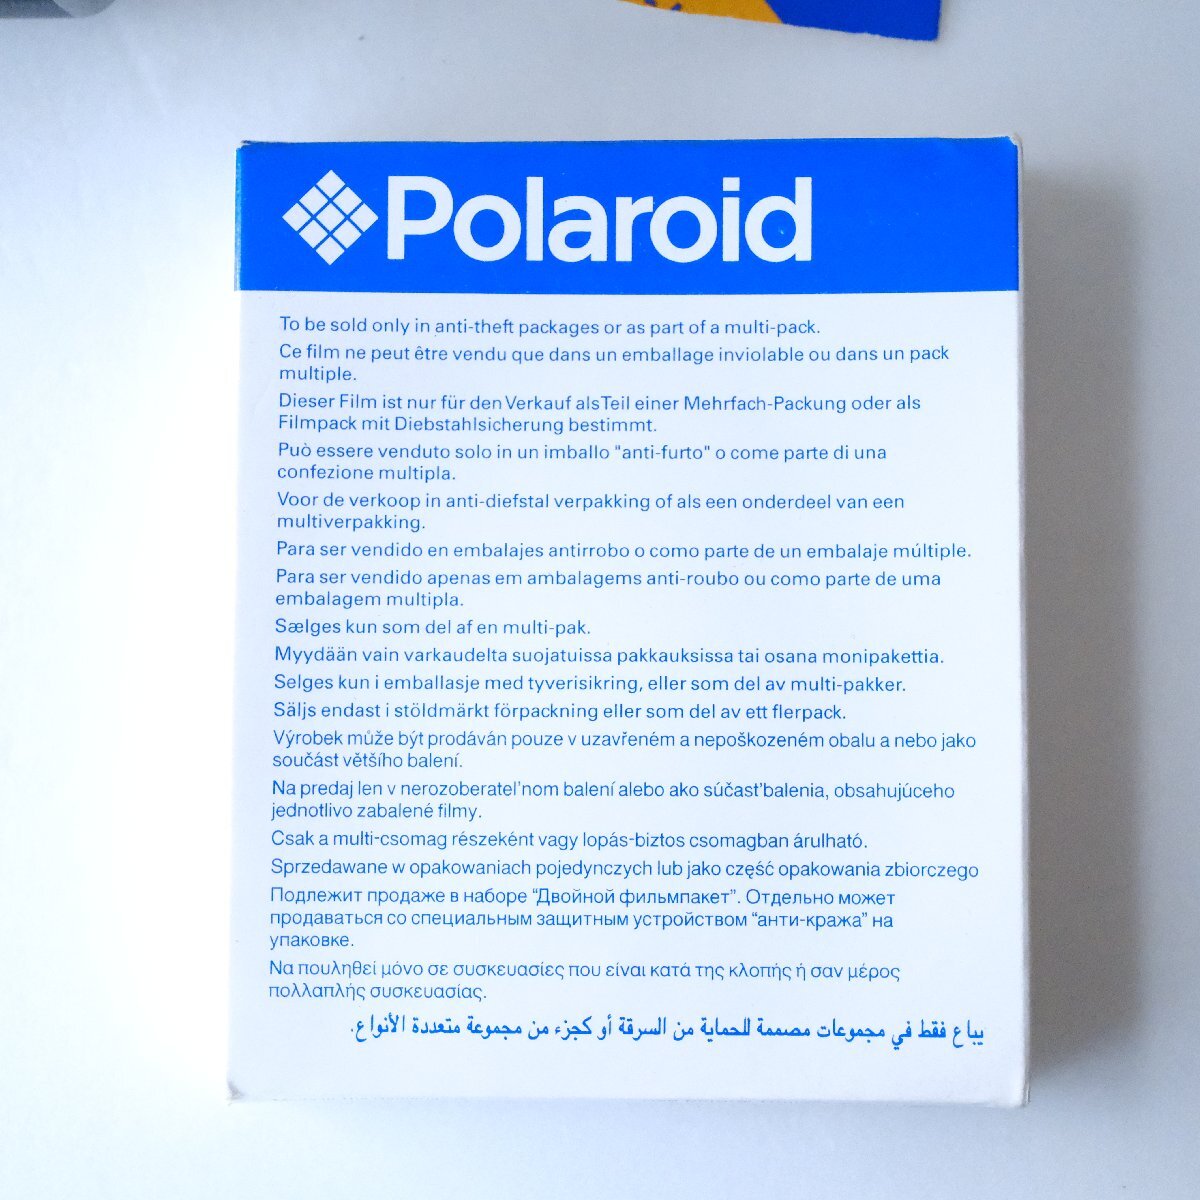 Polaroid
To be sold only in anti-theft packages or as part of a multi-pack.
Ce film ne peut être vendu que dans un emballage inviolable ou dans un pack
multiple.
Dieser Film ist nur für den Verkauf als Teil einer Mehrfach-Packung oder als
Filmpack mit Diebstahlsicherung bestimmt.
Può essere venduto solo in un imballo "anti-furto" o come parte di una
confezione multipla.
Voor de verkoop in anti-diefstal verpakking of als een onderdeel van een
multiverpakking.
Para ser vendido en embalajes antirrobo o como parte de un embalaje múltiple.
Para ser vendido apenas em ambalagems anti-roubo ou como parte de uma
embalagem multipla.
Sælges kun som del af en multi-pak.
Myydään vain varkaudelta suojatuissa pakkauksissa tai osana monipakettia.
Selges kun i emballasje med tyverisikring, eller som del av multi-pakker.
Säljs endast i stöldmärkt förpackning eller som del av ett flerpack.
Výrobek může být prodáván pouze v uzavřeném a nepoškozeném obalu a nebo jako
součást většího balení.
Na predaj len v nerozoberateľnom balení alebo ako súčasť balenia, obsahujúceho
jednotlivo zabalené filmy.
Csak a multi-csomag részeként vagy lopás-biztos csomagban árulható.
Sprzedawane w opakowaniach pojedynczych lub jako część opakowania zbiorczego
Подлежит продаже в наборе “Двойной фильмпакет”. Отдельно может
продаваться со специальным защитным устройством “анти-кража” на
упаковке.
Να πουληθεί μόνο σε συσκευασίες που είναι κατά της κλοπής ή σαν μέρος
πολλαπλής συσκευασίας.
يباع فقط في مجموعات مصممة للحماية من السرقة أو كجزء من مجموعة متعددة الأنواع.